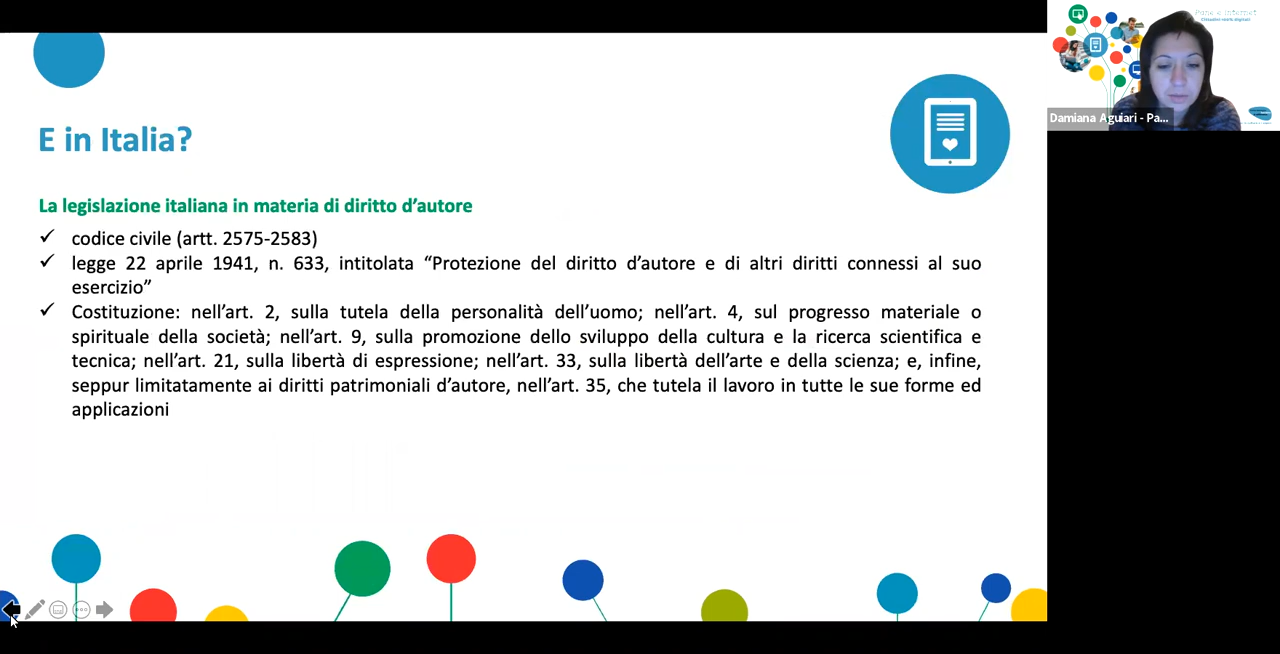 Pane e Internet
Cittadini 100% digitali
Damiana Aguiari - Pa...
E in Italia?
La legislazione italiana in materia di diritto d’autore
✓ codice civile (artt. 2575-2583)
✓ legge 22 aprile 1941, n. 633, intitolata “Protezione del diritto d’autore e di altri diritti connessi al suo
esercizio”
✓ Costituzione: nell’art. 2, sulla tutela della personalità dell’uomo; nell’art. 4, sul progresso materiale o
spirituale della società; nell’art. 9, sulla promozione dello sviluppo della cultura e la ricerca scientifica e
tecnica; nell’art. 21, sulla libertà di espressione; nell’art. 33, sulla libertà dell’arte e della scienza; e, infine,
seppur limitatamente ai diritti patrimoniali d’autore, nell’art. 35, che tutela il lavoro in tutte le sue forme ed
applicazioni